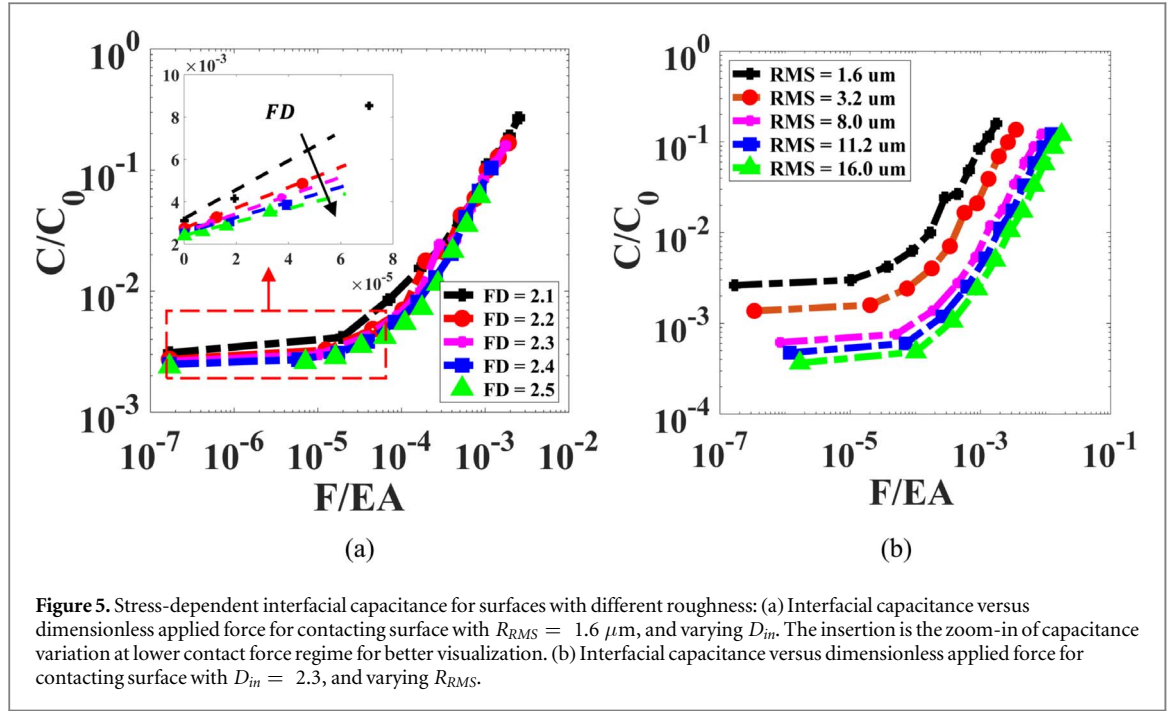 10^0
10^-1
10^-2
10^-3
C/C_0
10^-7 10^-6 10^-5 10^-4 10^-3 10^-2
F/EA
10 × 10^-3
8
6
4
2
0 2 4 6 8
× 10^-5
FD
FD = 2.1
FD = 2.2
FD = 2.3
FD = 2.4
FD = 2.5
(a)
10^0
10^-1
10^-2
10^-3
10^-4
C/C_0
10^-7 10^-5 10^-3 10^-1
F/EA
RMS = 1.6 um
RMS = 3.2 um
RMS = 8.0 um
RMS = 11.2 um
RMS = 16.0 um
(b)
Figure 5. Stress-dependent interfacial capacitance for surfaces with different roughness: (a) Interfacial capacitance versus
dimensionless applied force for contacting surface with R_RMS = 1.6 μm, and varying D_in. The insertion is the zoom-in of capacitance
variation at lower contact force regime for better visualization. (b) Interfacial capacitance versus dimensionless applied force for
contacting surface with D_in = 2.3, and varying R_RMS.